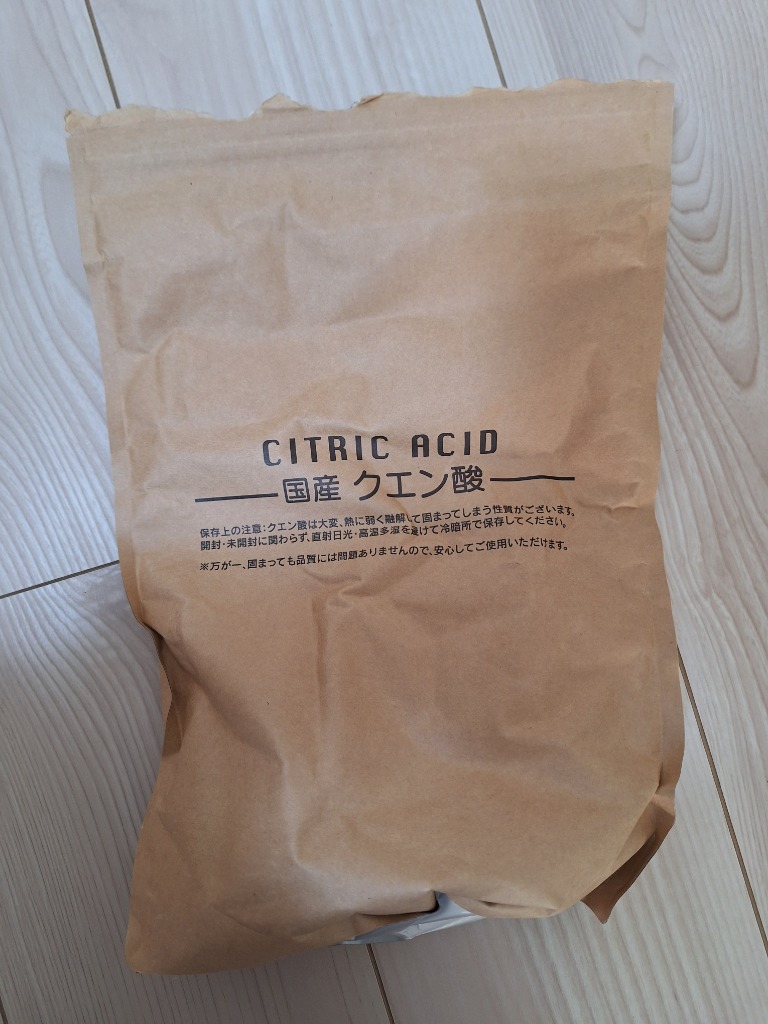 CITRIC ACID
国産 クエン酸
保存上の注意:クエン酸は大変、熱に弱く融解して固まってしまう性質がございます。
開封・未開封に関わらず、直射日光・高温多湿を避けて冷暗所で保存してください。
※万が一、固まっても品質には問題ありませんので、安心してご使用いただけます。